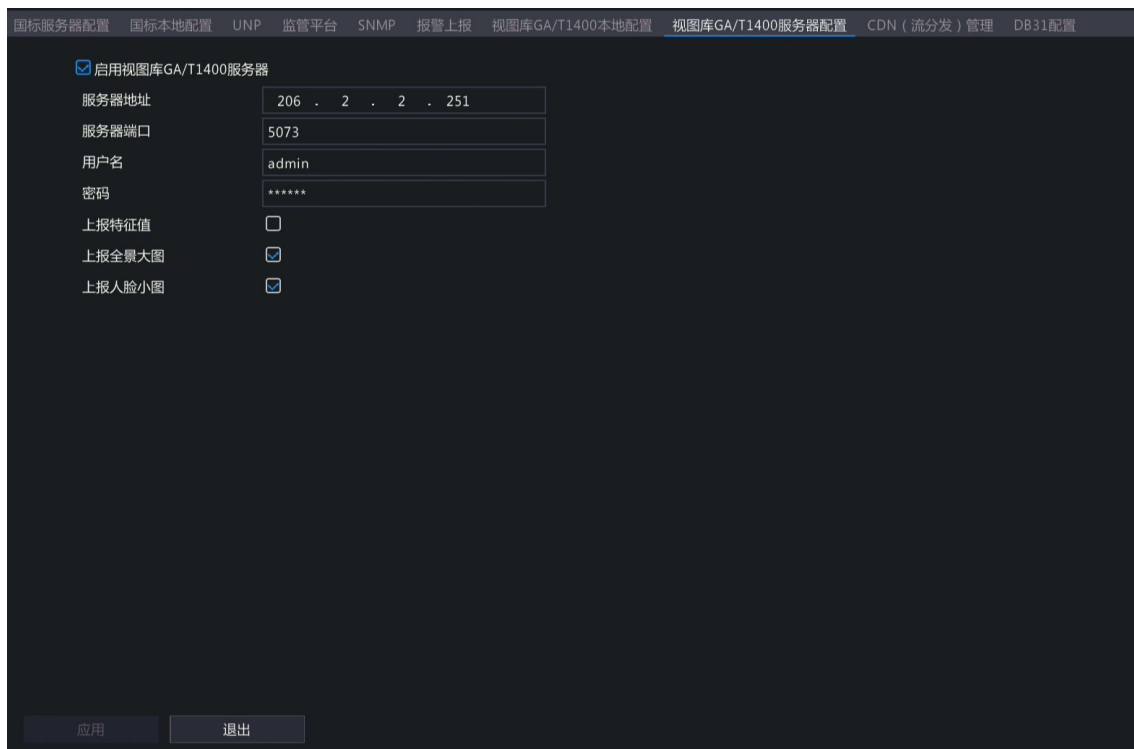 国标服务器配置 国标本地配置 UNP 监管平台 SNMP 报警上报 视图库GA/T1400本地配置 视图库GA/T1400服务器配置 CDN（流分发）管理 DB31配置
启用视图库GA/T1400服务器
服务器地址 206 . 2 . 2 . 251
服务器端口 5073
用户名 admin
密码 ******
上报特征值
上报全景大图
上报人脸小图
应用 退出